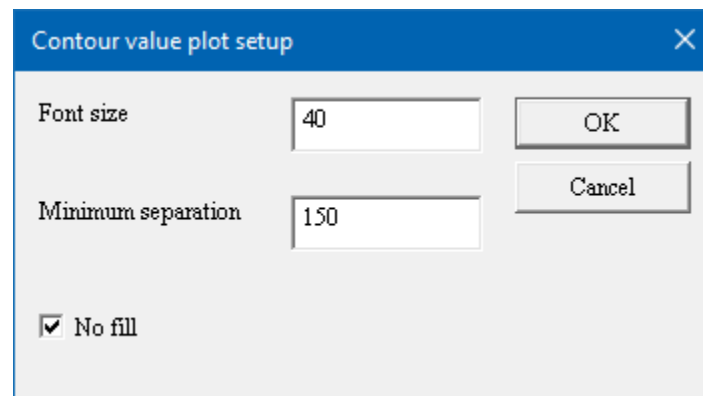 Contour value plot setup
Font size
40
OK
Cancel
Minimum separation
150
No fill